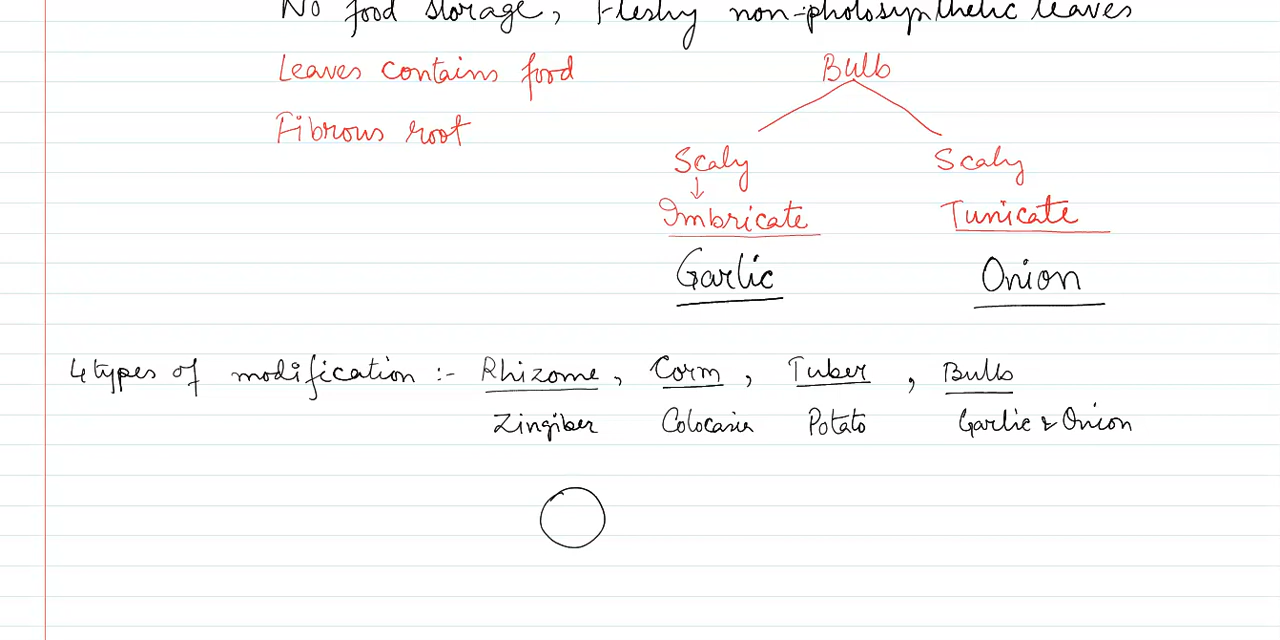 No food storage, Fleshy non-photosynthetic leaves
Leaves contains food
Bulb
Fibrous root
Scaly Scaly
↓
Imbricate Tunicate
Garlic Onion
4 types of modification :- Rhizome, Corm, Tuber, Bulb
Zingiber Colocasia Potato Garlic & Onion